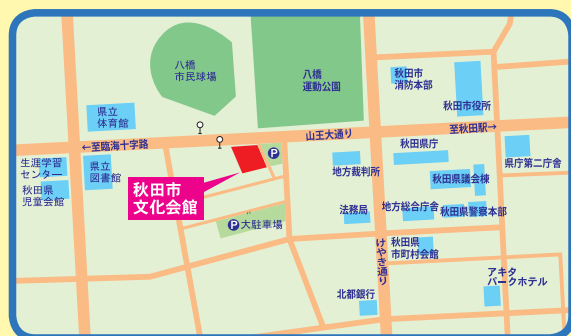 八橋
市民球場
八橋
運動公園
秋田市
消防本部
秋田市役所
県立
体育館
←至臨海十字路
山王大通り
至秋田駅→
P
秋田県庁
県庁第二庁舎
生涯学習
センター
県立
図書館
秋田県
児童会館
秋田市
文化会館
地方裁判所
秋田県議会棟
法務局
地方総合庁舎
秋田県警察本部
P大駐車場
けやき通り
秋田県
市町村会館
アキタ
パークホテル
北都銀行